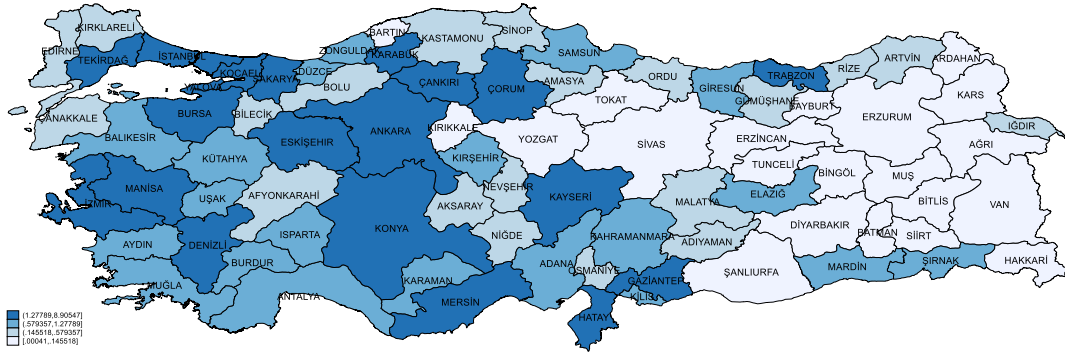 KIRKLARELİ
EDİRNE
TEKİRDAĞ
İSTANBUL
KOCAELİ
YALOVA
SAKARYA
DÜZCE
BOLU
ZONGULDAK
BARTIN
KARABÜK
KASTAMONU
SİNOP
SAMSUN
ÇANKIRI
ÇORUM
AMASYA
ORDU
TOKAT
GİRESUN
TRABZON
GÜMÜŞHANE
BAYBURT
RİZE
ARTVİN
ARDAHAN
KARS
IĞDIR
AĞRI
ERZURUM
ERZİNCAN
TUNCELİ
BİNGÖL
MUŞ
BİTLİS
VAN
HAKKARİ
ŞIRNAK
SİİRT
BATMAN
MARDİN
DİYARBAKIR
ELAZIĞ
MALATYA
ADIYAMAN
ŞANLIURFA
GAZİANTEP
KİLİS
HATAY
OSMANİYE
KAHRAMANMARA
ADANA
MERSİN
KARAMAN
KONYA
NİĞDE
AKSARAY
NEVŞEHİR
KAYSERİ
SİVAS
YOZGAT
KIRŞEHİR
KIRIKKALE
ANKARA
ESKİŞEHİR
BİLECİK
BURSA
BALIKESİR
ÇANAKKALE
KÜTAHYA
MANİSA
İZMİR
UŞAK
AFYONKARAHİ
AYDIN
DENİZLİ
ISPARTA
BURDUR
MUĞLA
ANTALYA
[1.27789,8.90547]
(.579357,1.27789]
(.145518,.579357]
[.00041,.145518]